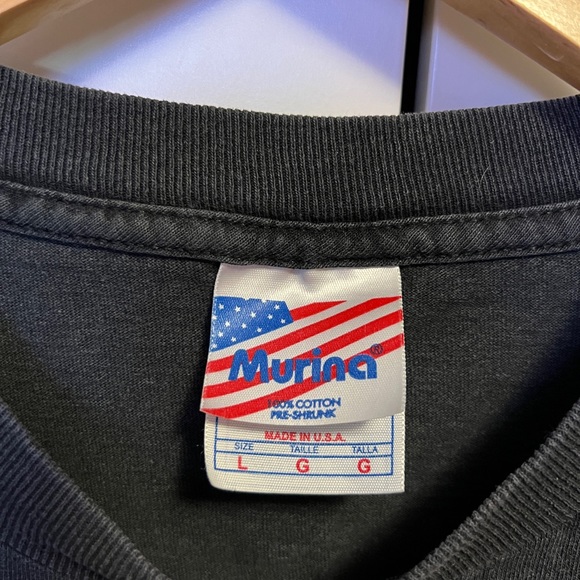 Murina®
100% COTTON
PRE-SHRUNK
MADE IN U.S.A.
SIZE TAILLE TALLA
L G G